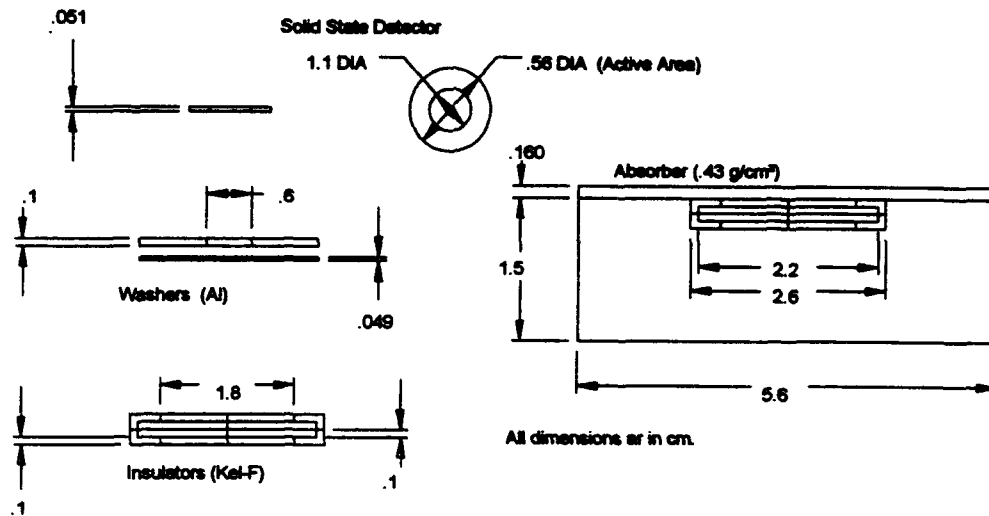 .051
Solid State Detector
1.1 DIA
.56 DIA (Active Area)
.160
Absorber (.43 g/cm³)
.1
.6
1.5
2.2
2.6
Washers (Al)
.049
5.6
1.8
All dimensions ar in cm.
Insulators (Kel-F)
.1
.1